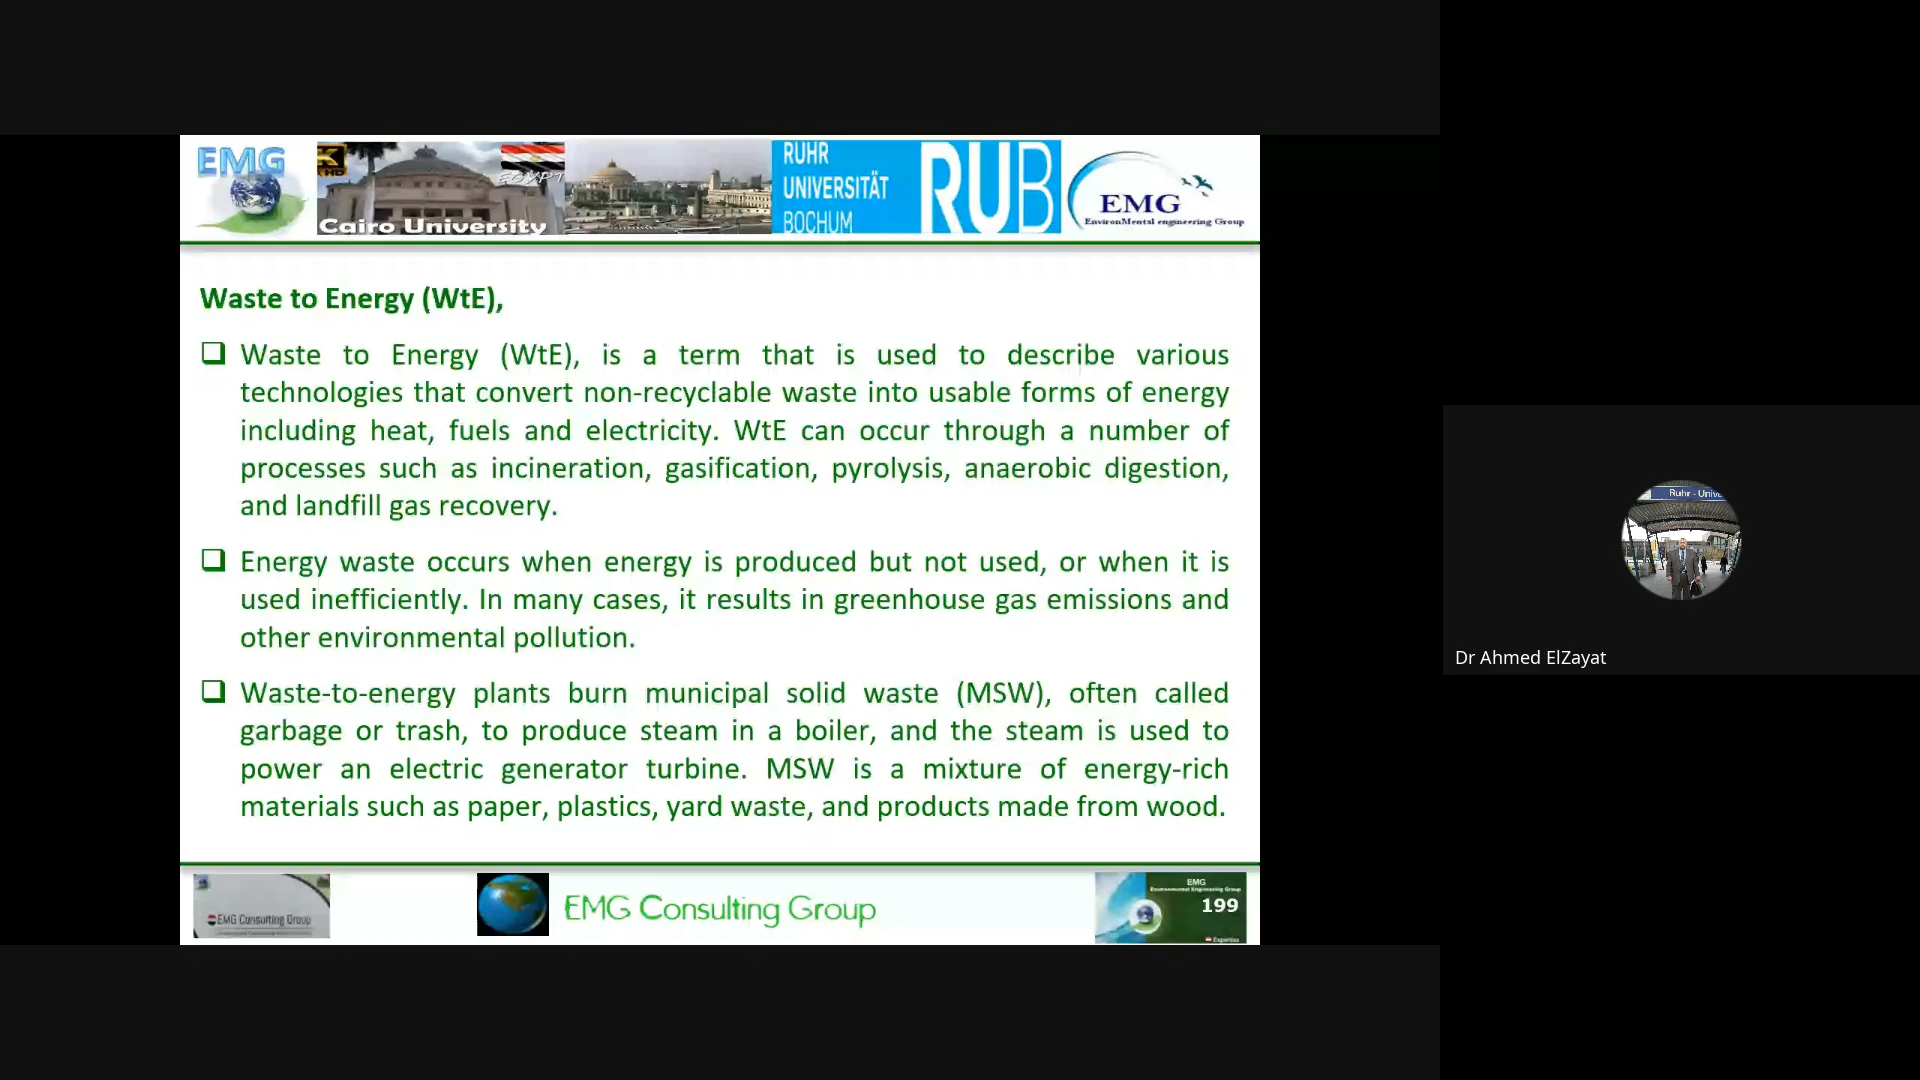 EMG
K
HD
EGYPT
Cairo University
RUHR
UNIVERSITÄT
BOCHUM
RUB
EMG
EnvironMental engineering Group
Waste to Energy (WtE),
❑ Waste to Energy (WtE), is a term that is used to describe various
technologies that convert non-recyclable waste into usable forms of energy
including heat, fuels and electricity. WtE can occur through a number of
processes such as incineration, gasification, pyrolysis, anaerobic digestion,
and landfill gas recovery.
❑ Energy waste occurs when energy is produced but not used, or when it is
used inefficiently. In many cases, it results in greenhouse gas emissions and
other environmental pollution.
❑ Waste-to-energy plants burn municipal solid waste (MSW), often called
garbage or trash, to produce steam in a boiler, and the steam is used to
power an electric generator turbine. MSW is a mixture of energy-rich
materials such as paper, plastics, yard waste, and products made from wood.
EMG Consulting Group
EMG Consulting Group
EMG
Environmental Engineering Group
199
Expertise
Ruhr - Unive
Dr Ahmed ElZayat